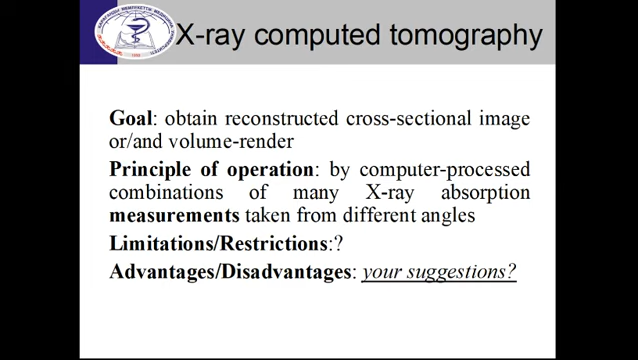 X-ray computed tomography
Goal: obtain reconstructed cross-sectional image
or/and volume-render
Principle of operation: by computer-processed
combinations of many X-ray absorption
measurements taken from different angles
Limitations/Restrictions:?
Advantages/Disadvantages: your suggestions?